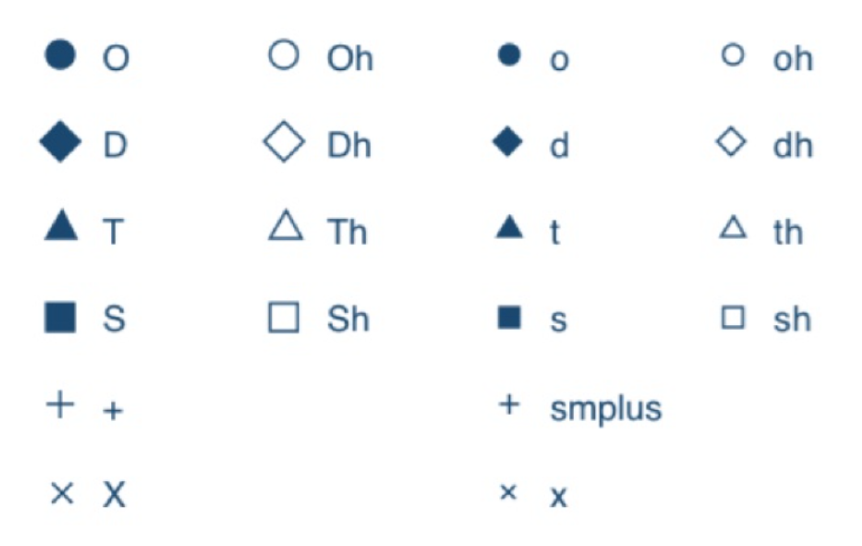 O Oh o oh
D Dh d dh
T Th t th
S Sh s sh
+ smplus
X x